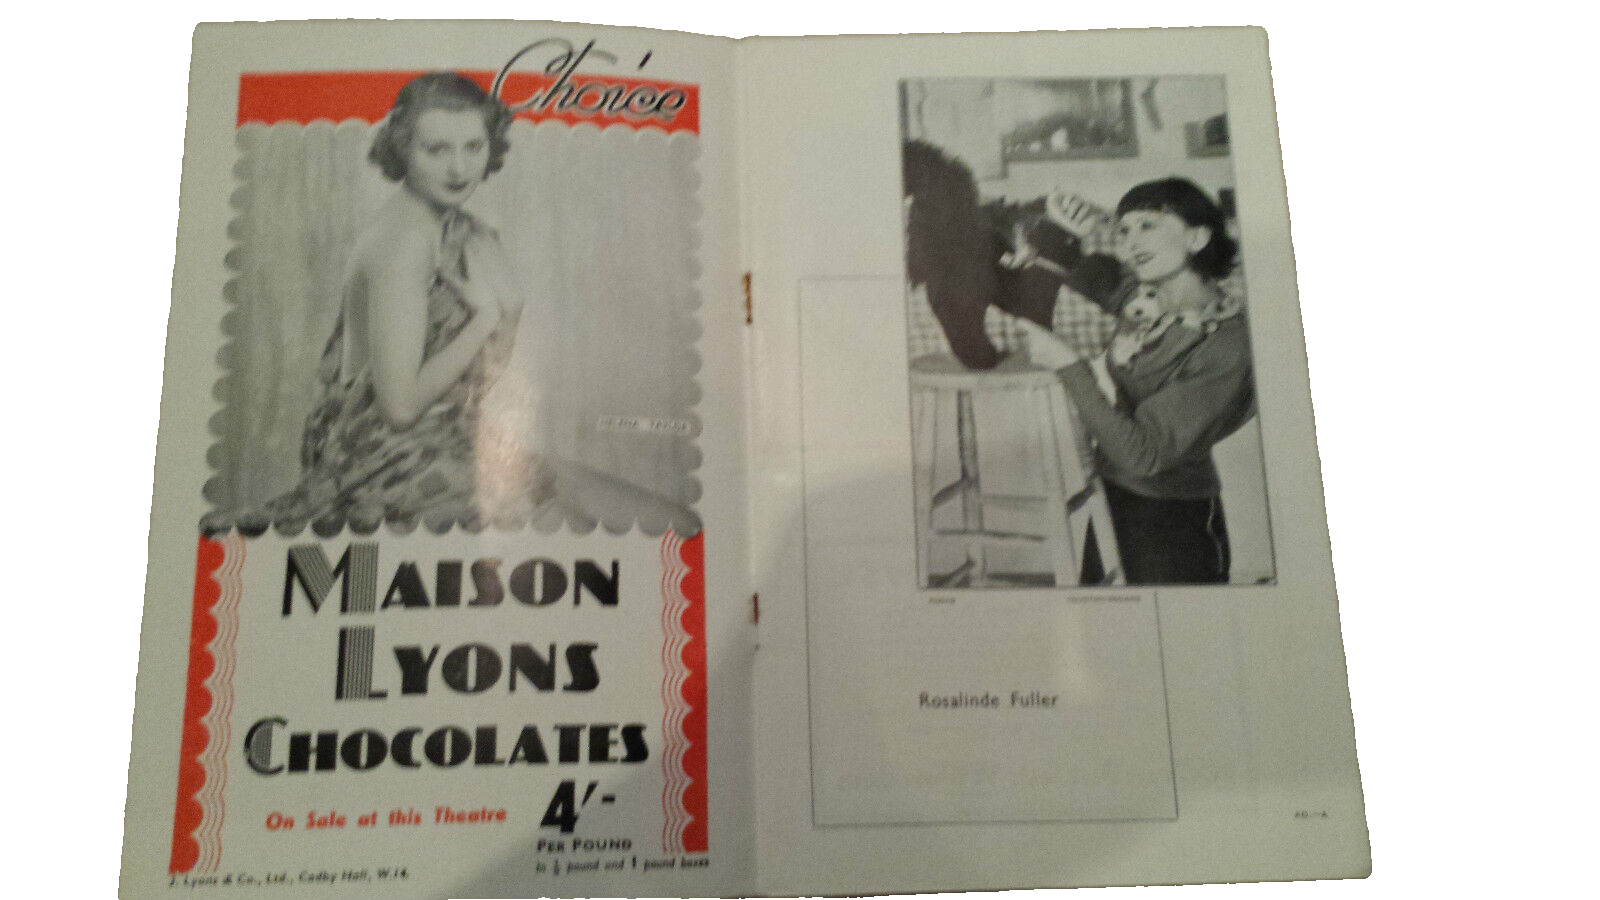 Choice
MAISON
LYONS
CHOCOLATES
On Sale at this Theatre
4/-
PER POUND
In ½ pound and 1 pound boxes
J. Lyons & Co., Ltd., Cadby Hall, W.14.
Rosalinde Fuller